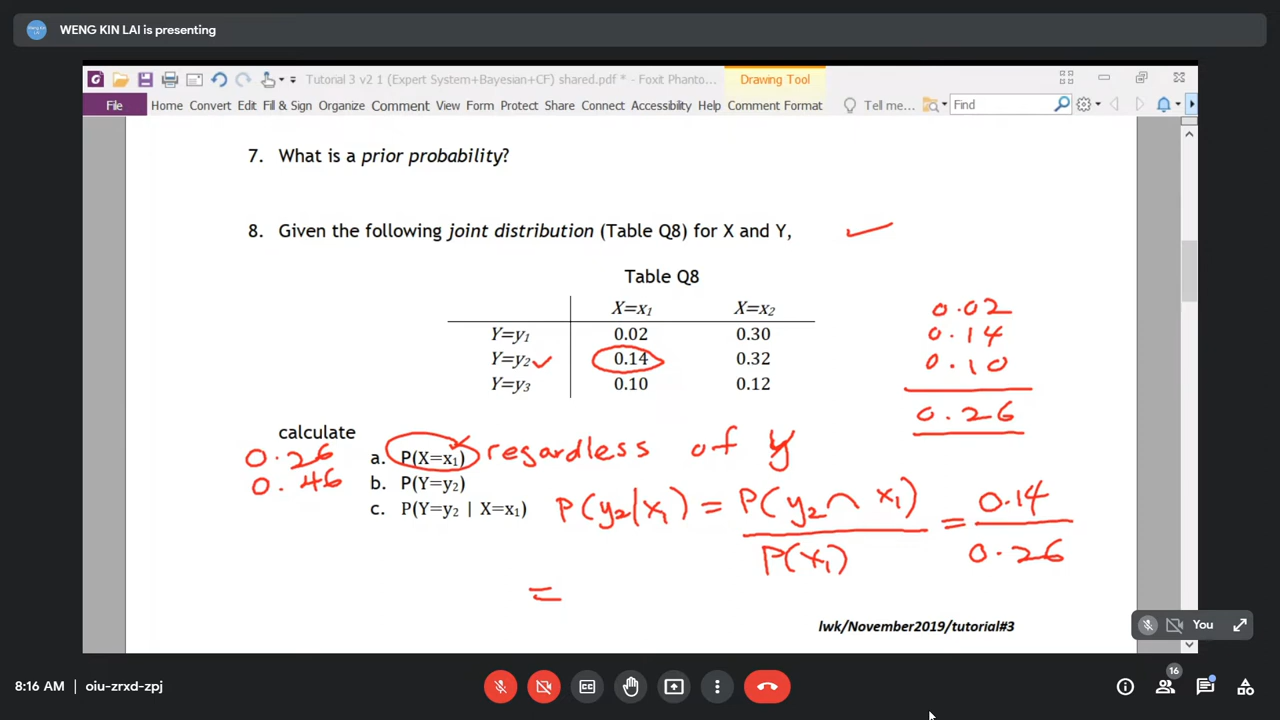 WENG KIN LAI is presenting
Tutorial 3 v2 1 (Expert System+Bayesian+CF) shared.pdf * - Foxit Phanto... Drawing Tool
File Home Convert Edit Fill & Sign Organize Comment View Form Protect Share Connect Accessibility Help Comment Format Tell me... Find
7. What is a prior probability?
8. Given the following joint distribution (Table Q8) for X and Y,
Table Q8
X=x1 X=x2
Y=y1 0.02 0.30
Y=y2 0.14 0.32
Y=y3 0.10 0.12
0.02
0.14
0.10
0.26
calculate
0.26 a. P(X=x1) regardless of y
0.46 b. P(Y=y2)
c. P(Y=y2 | X=x1) P(y2|x1) = P(y2 ∩ x1) = 0.14
P(x1) 0.26
=
lwk/November2019/tutorial#3
You
8:16 AM oiu-zrxd-zpj
16